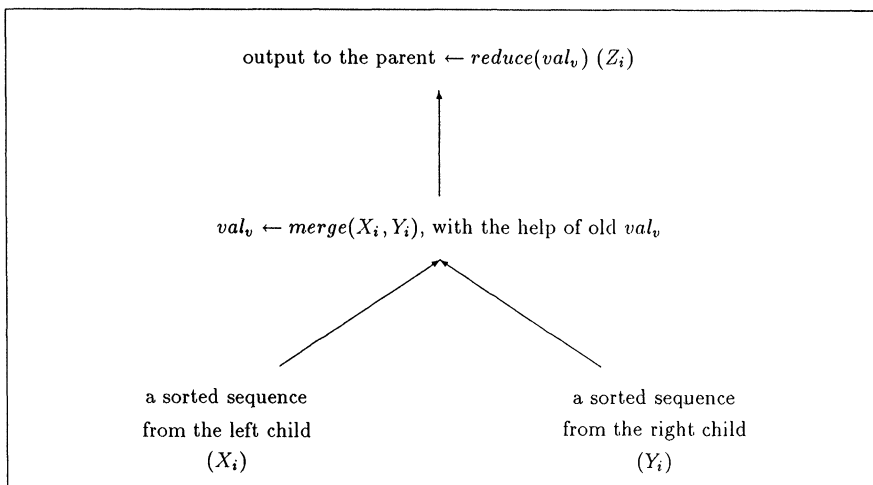 output to the parent ← reduce(val_v) (Z_i)
val_v ← merge(X_i, Y_i), with the help of old val_v
a sorted sequence
from the left child
(X_i)
a sorted sequence
from the right child
(Y_i)